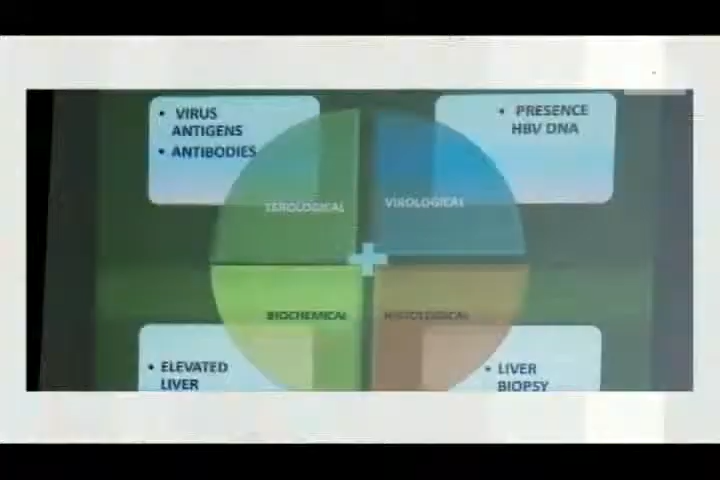 • VIRUS
ANTIGENS
• ANTIBODIES
• PRESENCE
HBV DNA
SEROLOGICAL
VIROLOGICAL
BIOCHEMICAL
HISTOLOGICAL
• ELEVATED
LIVER
• LIVER
BIOPSY